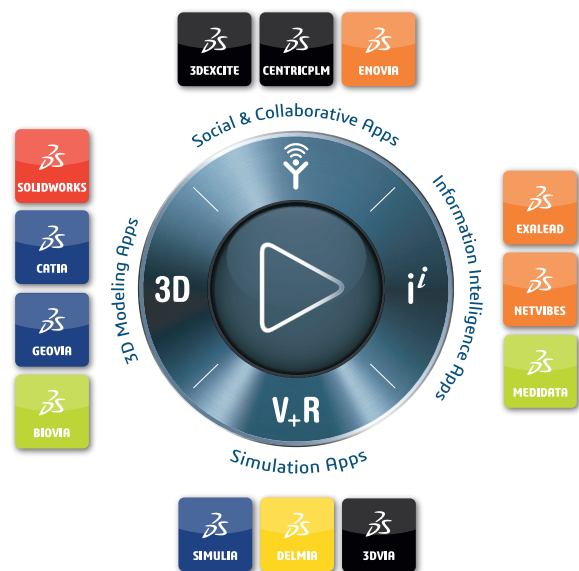 3DEXCITE
CENTRICPLM
ENOVIA
Social & Collaborative Apps
SOLIDWORKS
CATIA
GEOVIA
BIOVIA
3D Modeling Apps
3D
i i
Information Intelligence Apps
EXALEAD
NETVIBES
MEDIDATA
V+R
Simulation Apps
SIMULIA
DELMIA
3DVIA